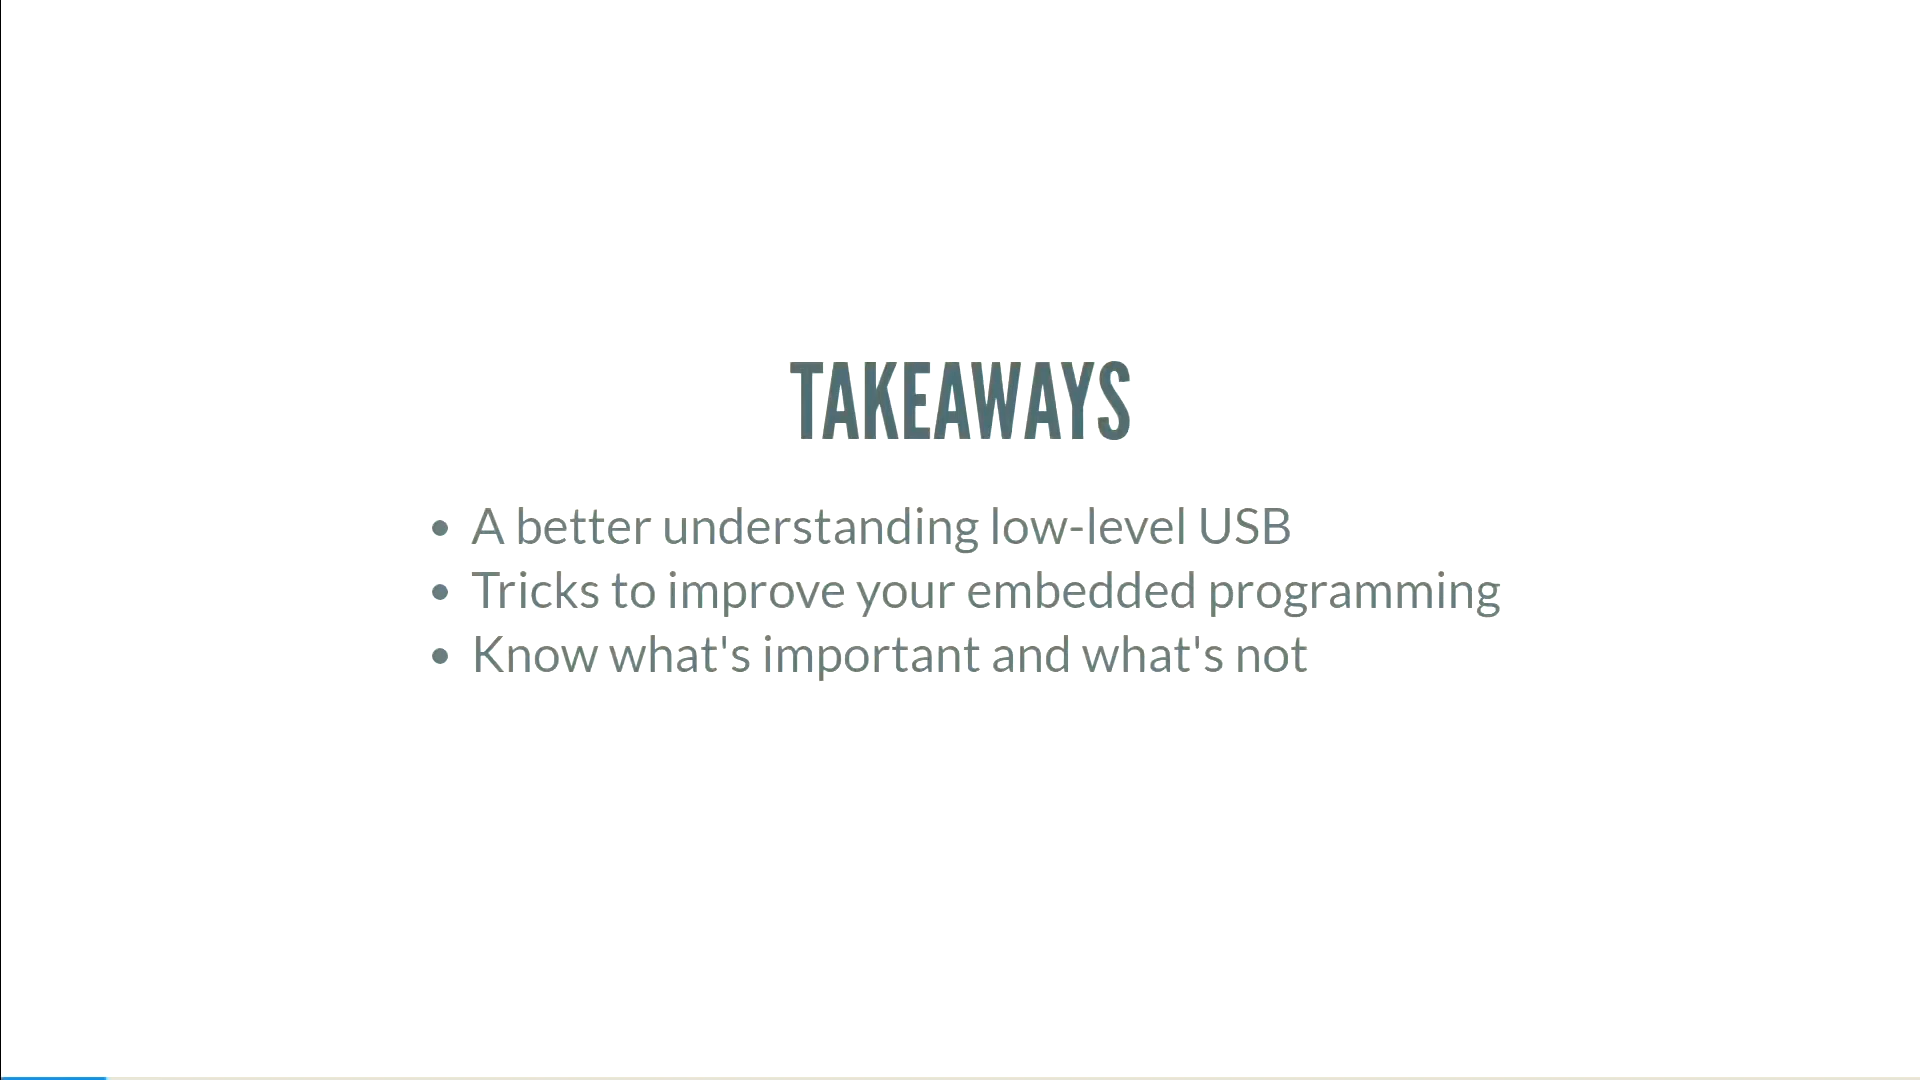 TAKEAWAYS
• A better understanding low-level USB
• Tricks to improve your embedded programming
• Know what's important and what's not